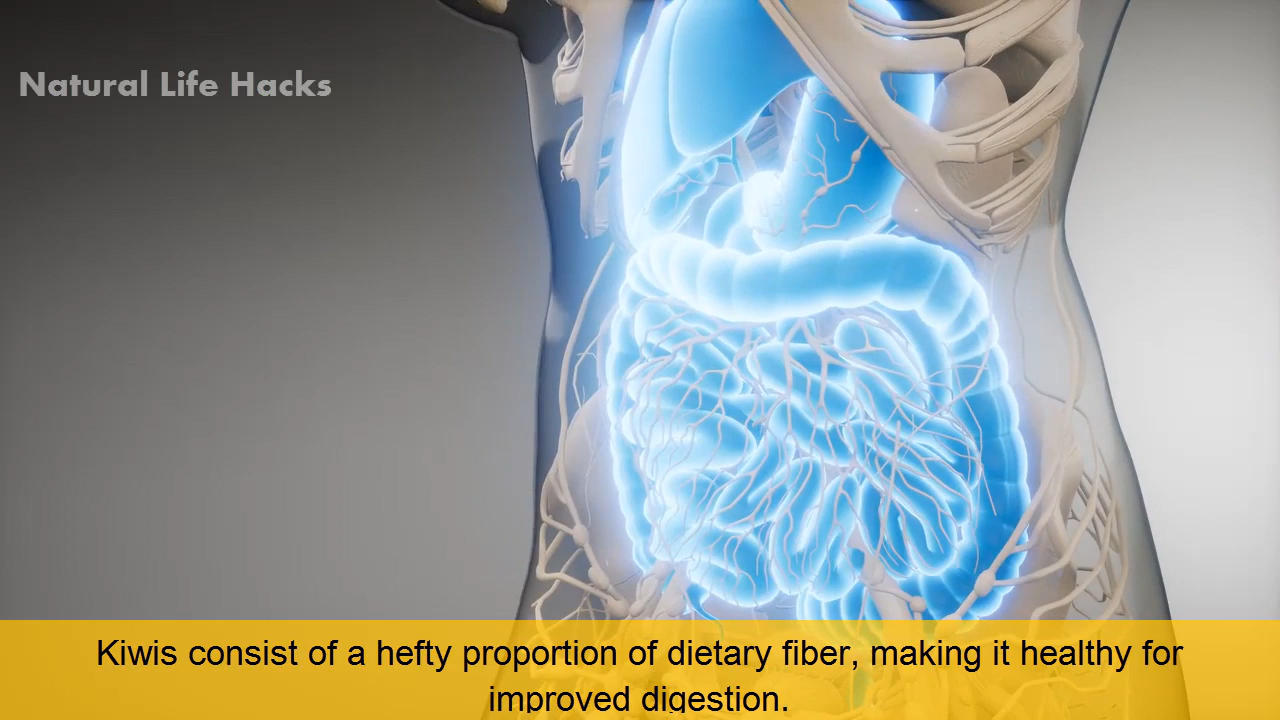 Natural Life Hacks
Kiwis consist of a hefty proportion of dietary fiber, making it healthy for
improved digestion.